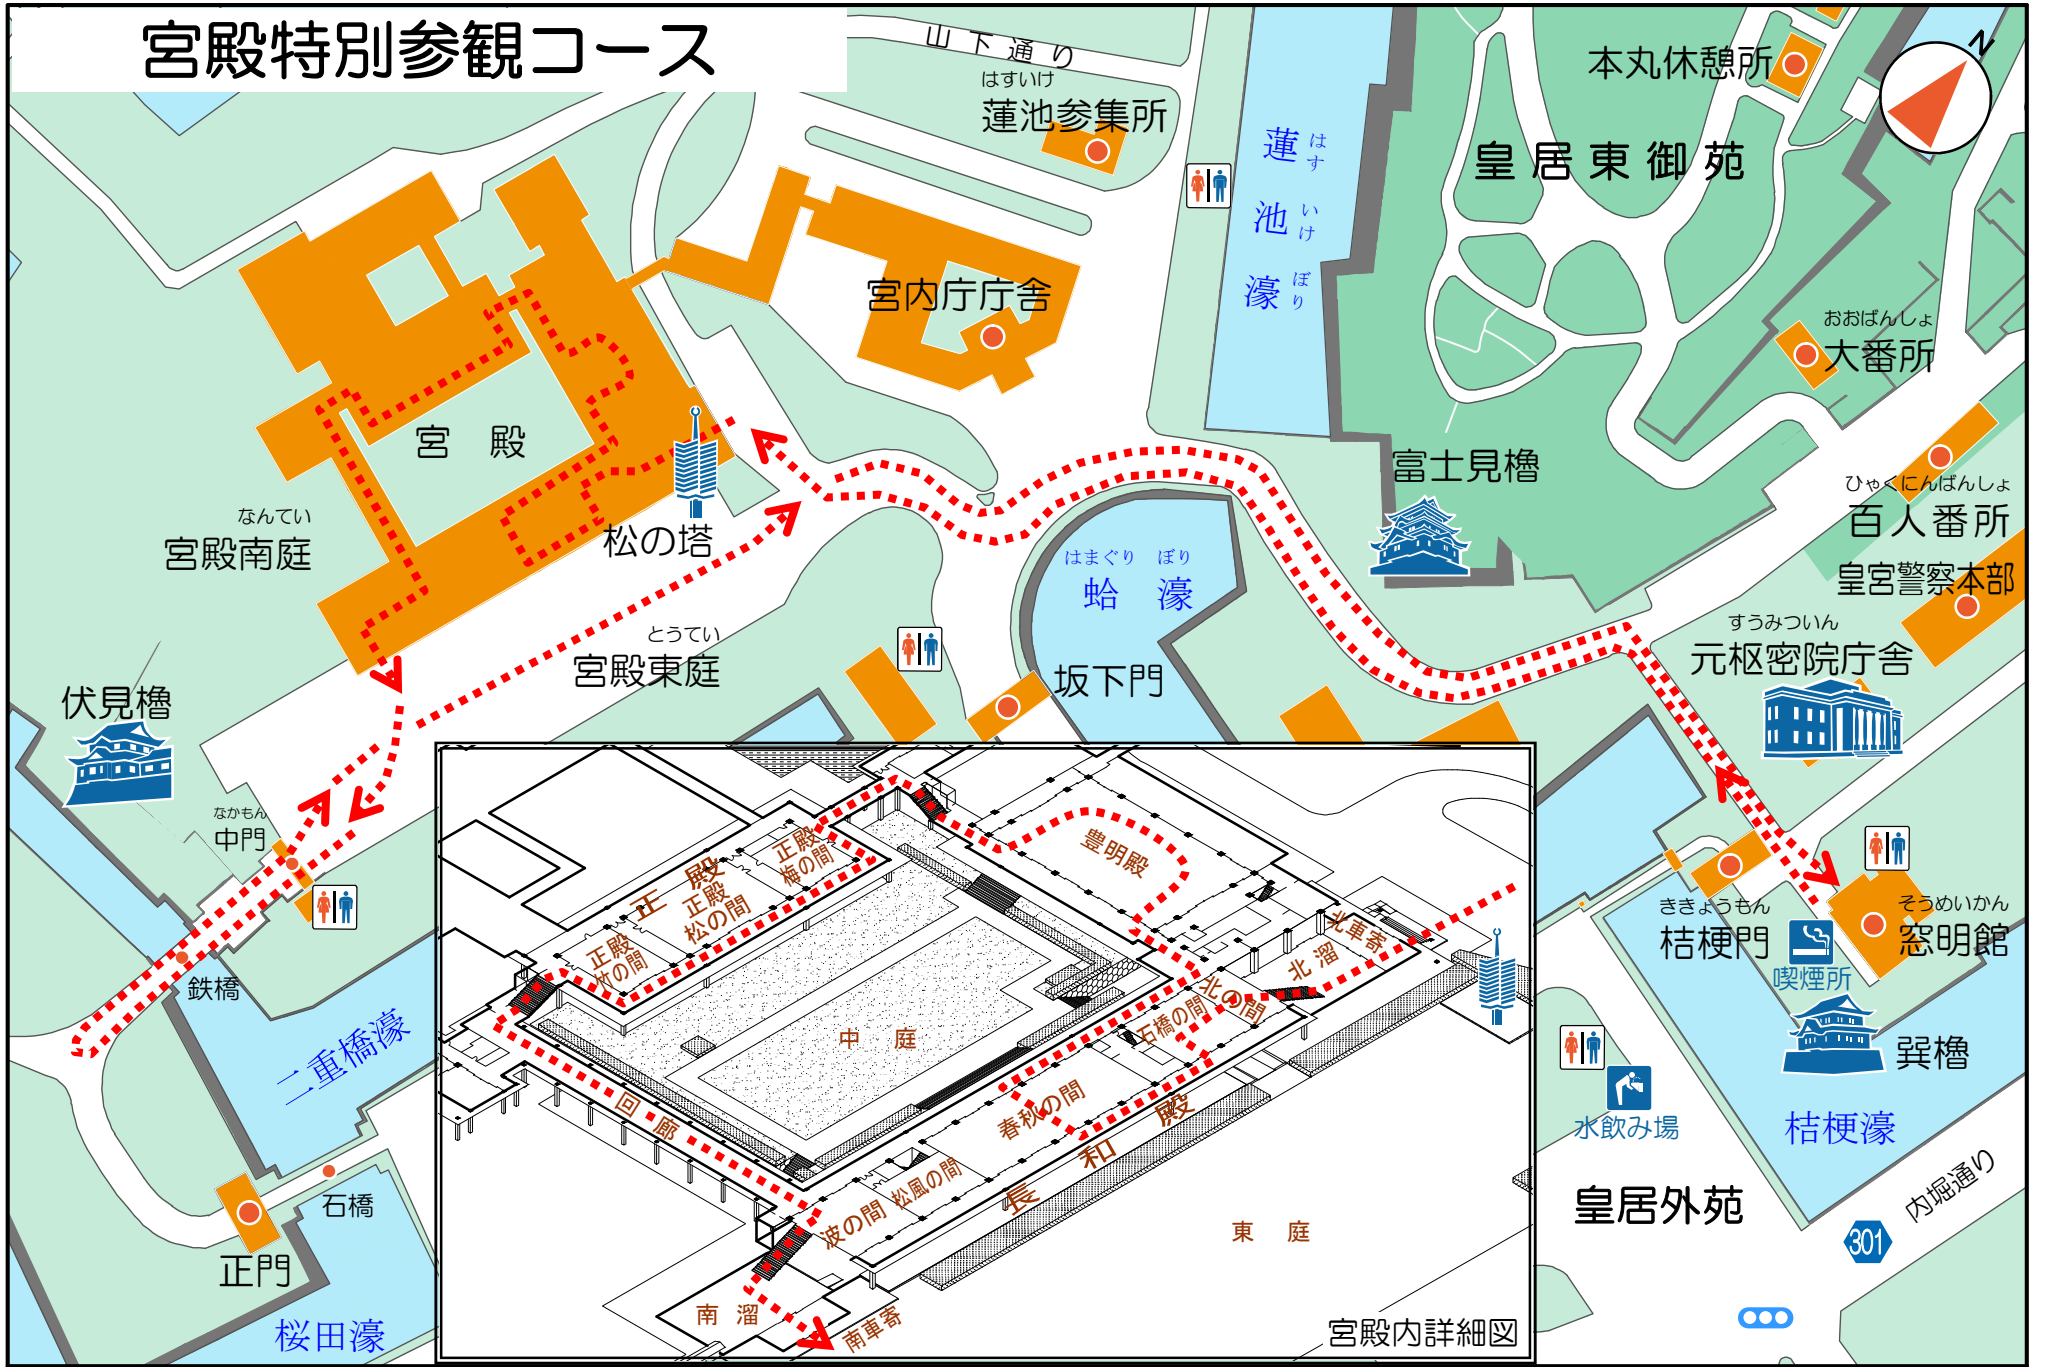 宮殿特別参観コース
山下通り
はすいけ
蓮池参集所
本丸休憩所
N
皇居東御苑
蓮池濠
はすいけぼり
宮内庁庁舎
おおばんしょ
大番所
宮 殿
なんてい
宮殿南庭
松の塔
富士見櫓
ひゃくにんばんしょ
百人番所
皇宮警察本部
はまぐり ぼり
蛤 濠
とうてい
宮殿東庭
すうみついん
元枢密院庁舎
坂下門
伏見櫓
なかもん
中門
鉄橋
二重橋濠
石橋
正門
桜田濠
ききょうもん
桔梗門
喫煙所
そうめいかん
窓明館
巽櫓
水飲み場
桔梗濠
皇居外苑
内堀通り
301
正殿
正殿
梅の間
正殿
松の間
正殿
竹の間
豊明殿
北車寄
北溜
北の間
石橋の間
中 庭
春秋の間
回廊
長和殿
松風の間
波の間
東 庭
南 溜
南車寄
宮殿内詳細図